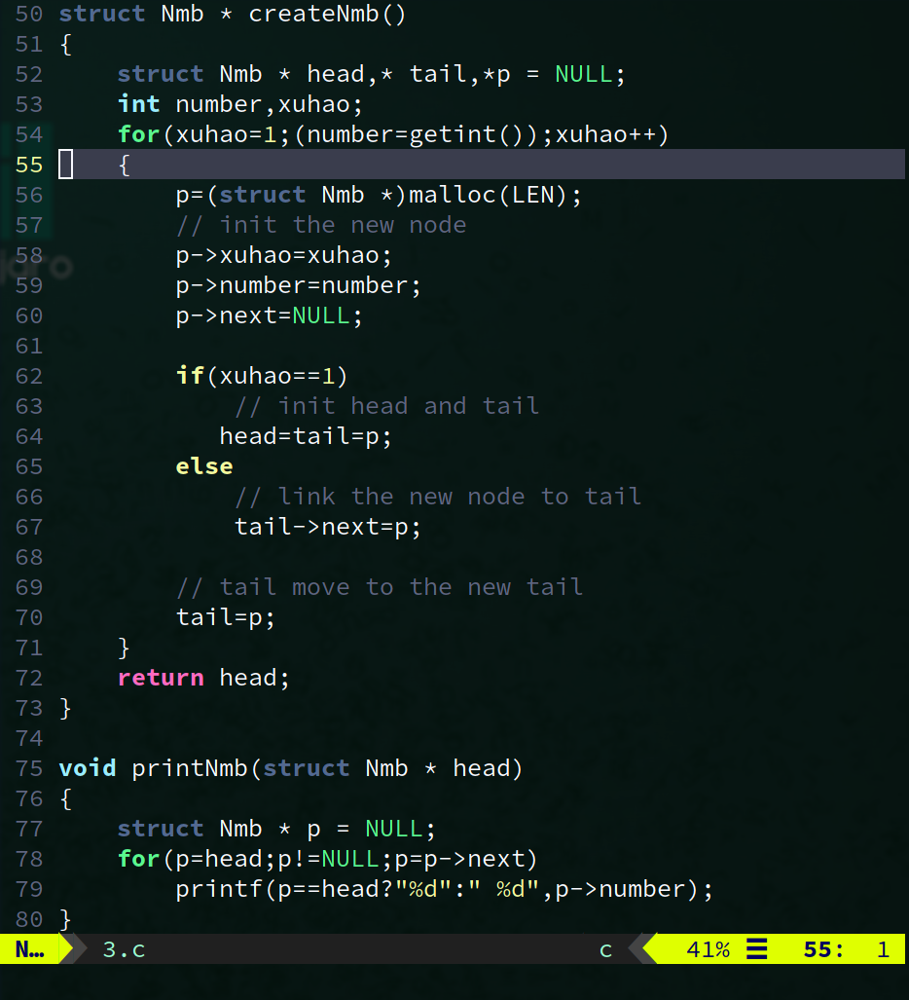 50 struct Nmb * createNmb()
51 {
52     struct Nmb * head,* tail,*p = NULL;
53     int number,xuhao;
54     for(xuhao=1;(number=getint());xuhao++)
55     {
56         p=(struct Nmb *)malloc(LEN);
57         // init the new node
58         p->xuhao=xuhao;
59         p->number=number;
60         p->next=NULL;
61
62         if(xuhao==1)
63             // init head and tail
64            head=tail=p;
65         else
66             // link the new node to tail
67             tail->next=p;
68
69         // tail move to the new tail
70         tail=p;
71     }
72     return head;
73 }
74
75 void printNmb(struct Nmb * head)
76 {
77     struct Nmb * p = NULL;
78     for(p=head;p!=NULL;p=p->next)
79         printf(p==head?"%d":" %d",p->number);
80 }
N… 3.c c 41% ☰ 55: 1